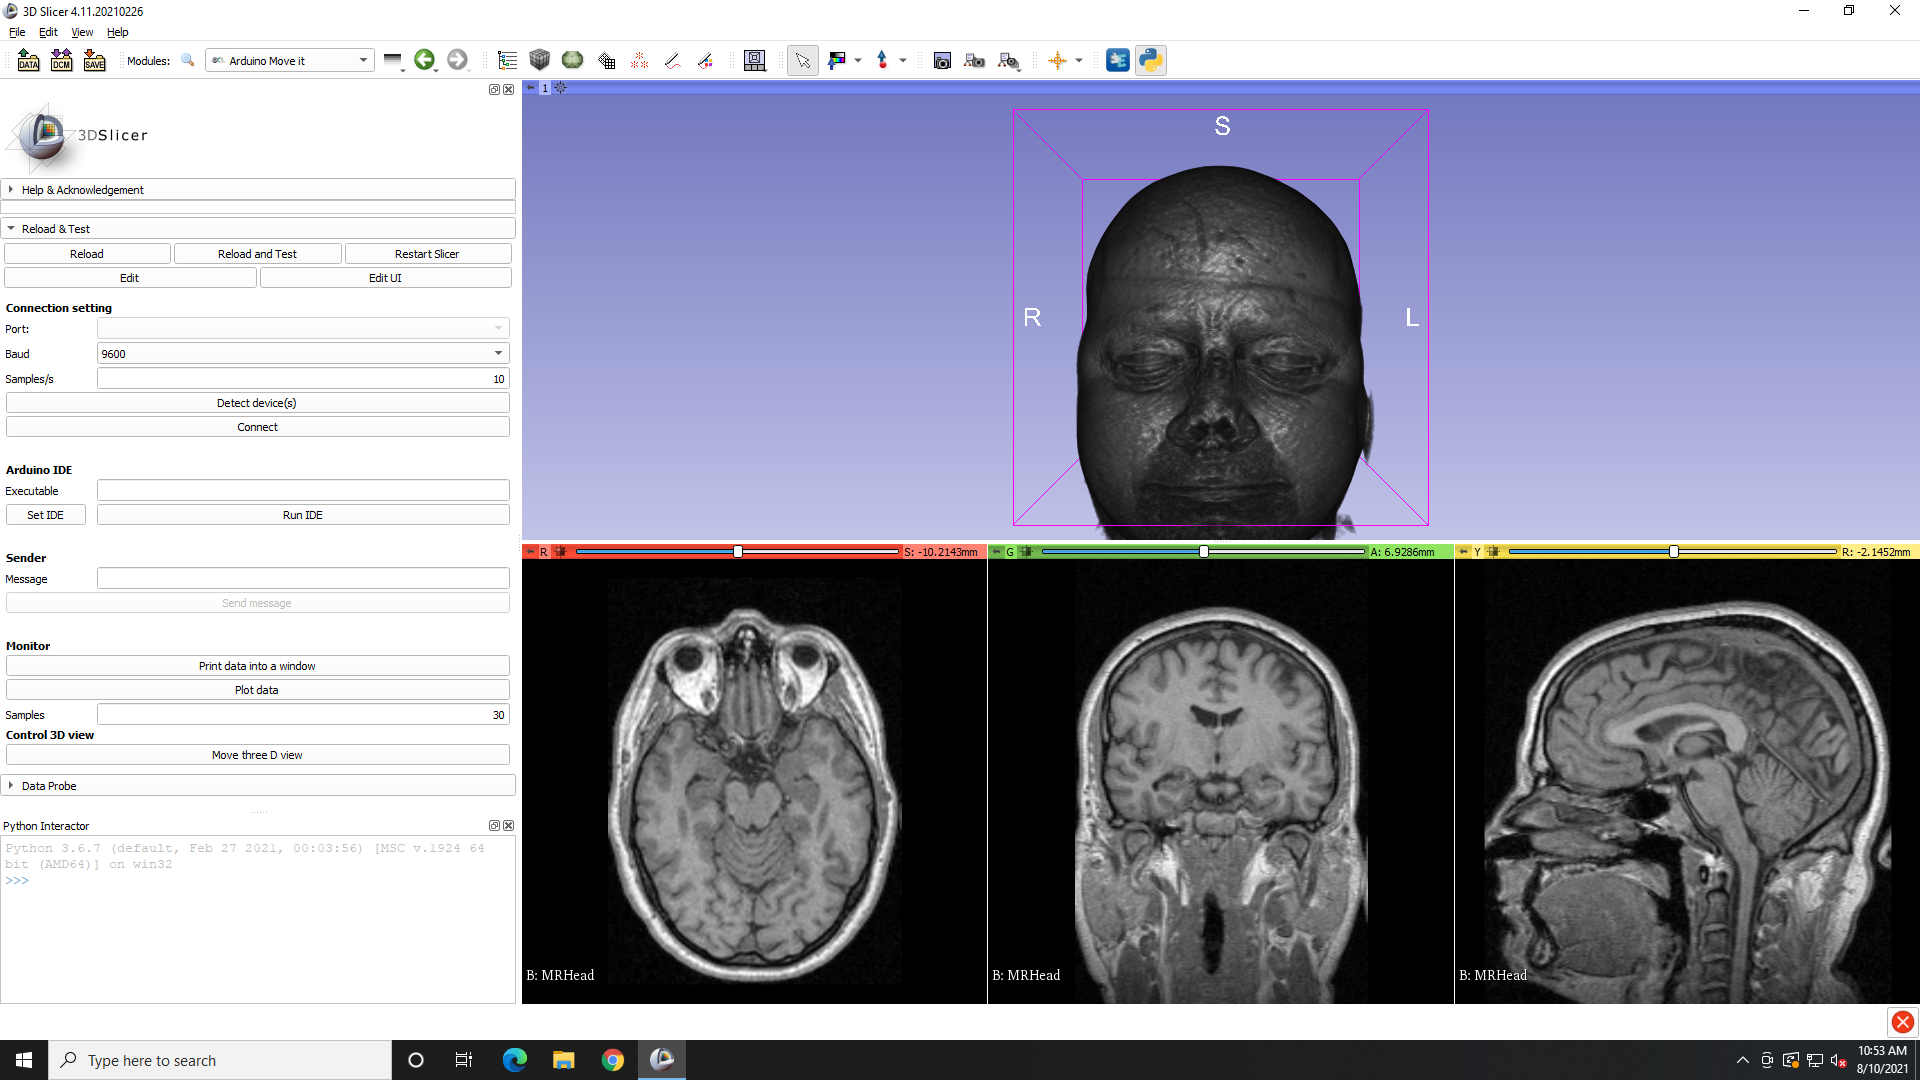 3D Slicer 4.11.20210226
File Edit View Help
DATA DCM SAVE Modules: Arduino Move it
1
3DSlicer
Help & Acknowledgement
Reload & Test
Reload Reload and Test Restart Slicer
Edit Edit UI
Connection setting
Port:
Baud 9600
Samples/s 10
Detect device(s)
Connect
Arduino IDE
Executable
Set IDE Run IDE
Sender
Message
Send message
Monitor
Print data into a window
Plot data
Samples 30
Control 3D view
Move three D view
Data Probe
Python Interactor
Python 3.6.7 (default, Feb 27 2021, 00:03:56) [MSC v.1924 64
bit (AMD64)] on win32
>>>
S
R L
R S: -10.2143mm
G A: 6.9286mm
Y R: -2.1452mm
B: MRHead
B: MRHead
B: MRHead
Type here to search
10:53 AM
8/10/2021